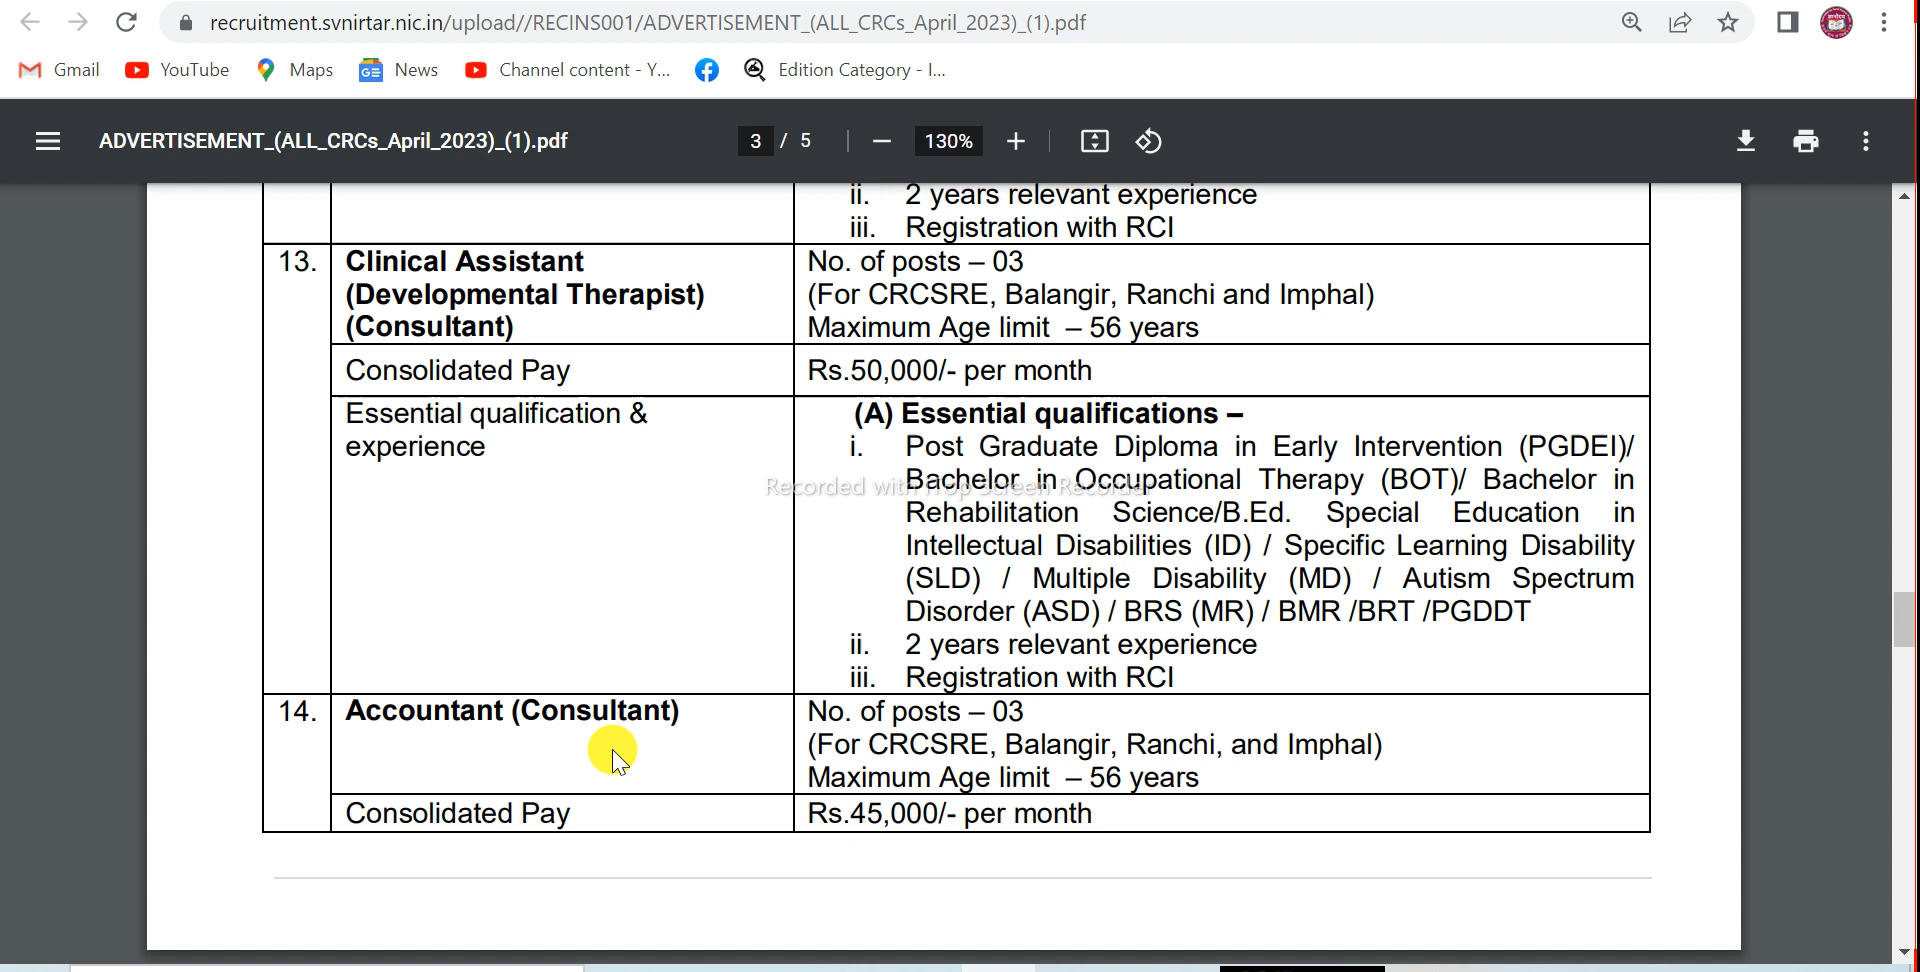 recruitment.svnirtar.nic.in/upload//RECINS001/ADVERTISEMENT_(ALL_CRCs_April_2023)_(1).pdf
Gmail YouTube Maps News Channel content - Y... Edition Category - I...
ADVERTISEMENT_(ALL_CRCs_April_2023)_(1).pdf 3 / 5 130%
ii. 2 years relevant experience
iii. Registration with RCI
13. Clinical Assistant
(Developmental Therapist)
(Consultant)
No. of posts – 03
(For CRCSRE, Balangir, Ranchi and Imphal)
Maximum Age limit – 56 years
Consolidated Pay
Rs.50,000/- per month
Essential qualification &
experience
(A) Essential qualifications –
i. Post Graduate Diploma in Early Intervention (PGDEI)/
Bachelor in Occupational Therapy (BOT)/ Bachelor in
Rehabilitation Science/B.Ed. Special Education in
Intellectual Disabilities (ID) / Specific Learning Disability
(SLD) / Multiple Disability (MD) / Autism Spectrum
Disorder (ASD) / BRS (MR) / BMR /BRT /PGDDT
ii. 2 years relevant experience
iii. Registration with RCI
Recorded with iTop Screen Recorder
14. Accountant (Consultant)
No. of posts – 03
(For CRCSRE, Balangir, Ranchi, and Imphal)
Maximum Age limit – 56 years
Consolidated Pay
Rs.45,000/- per month